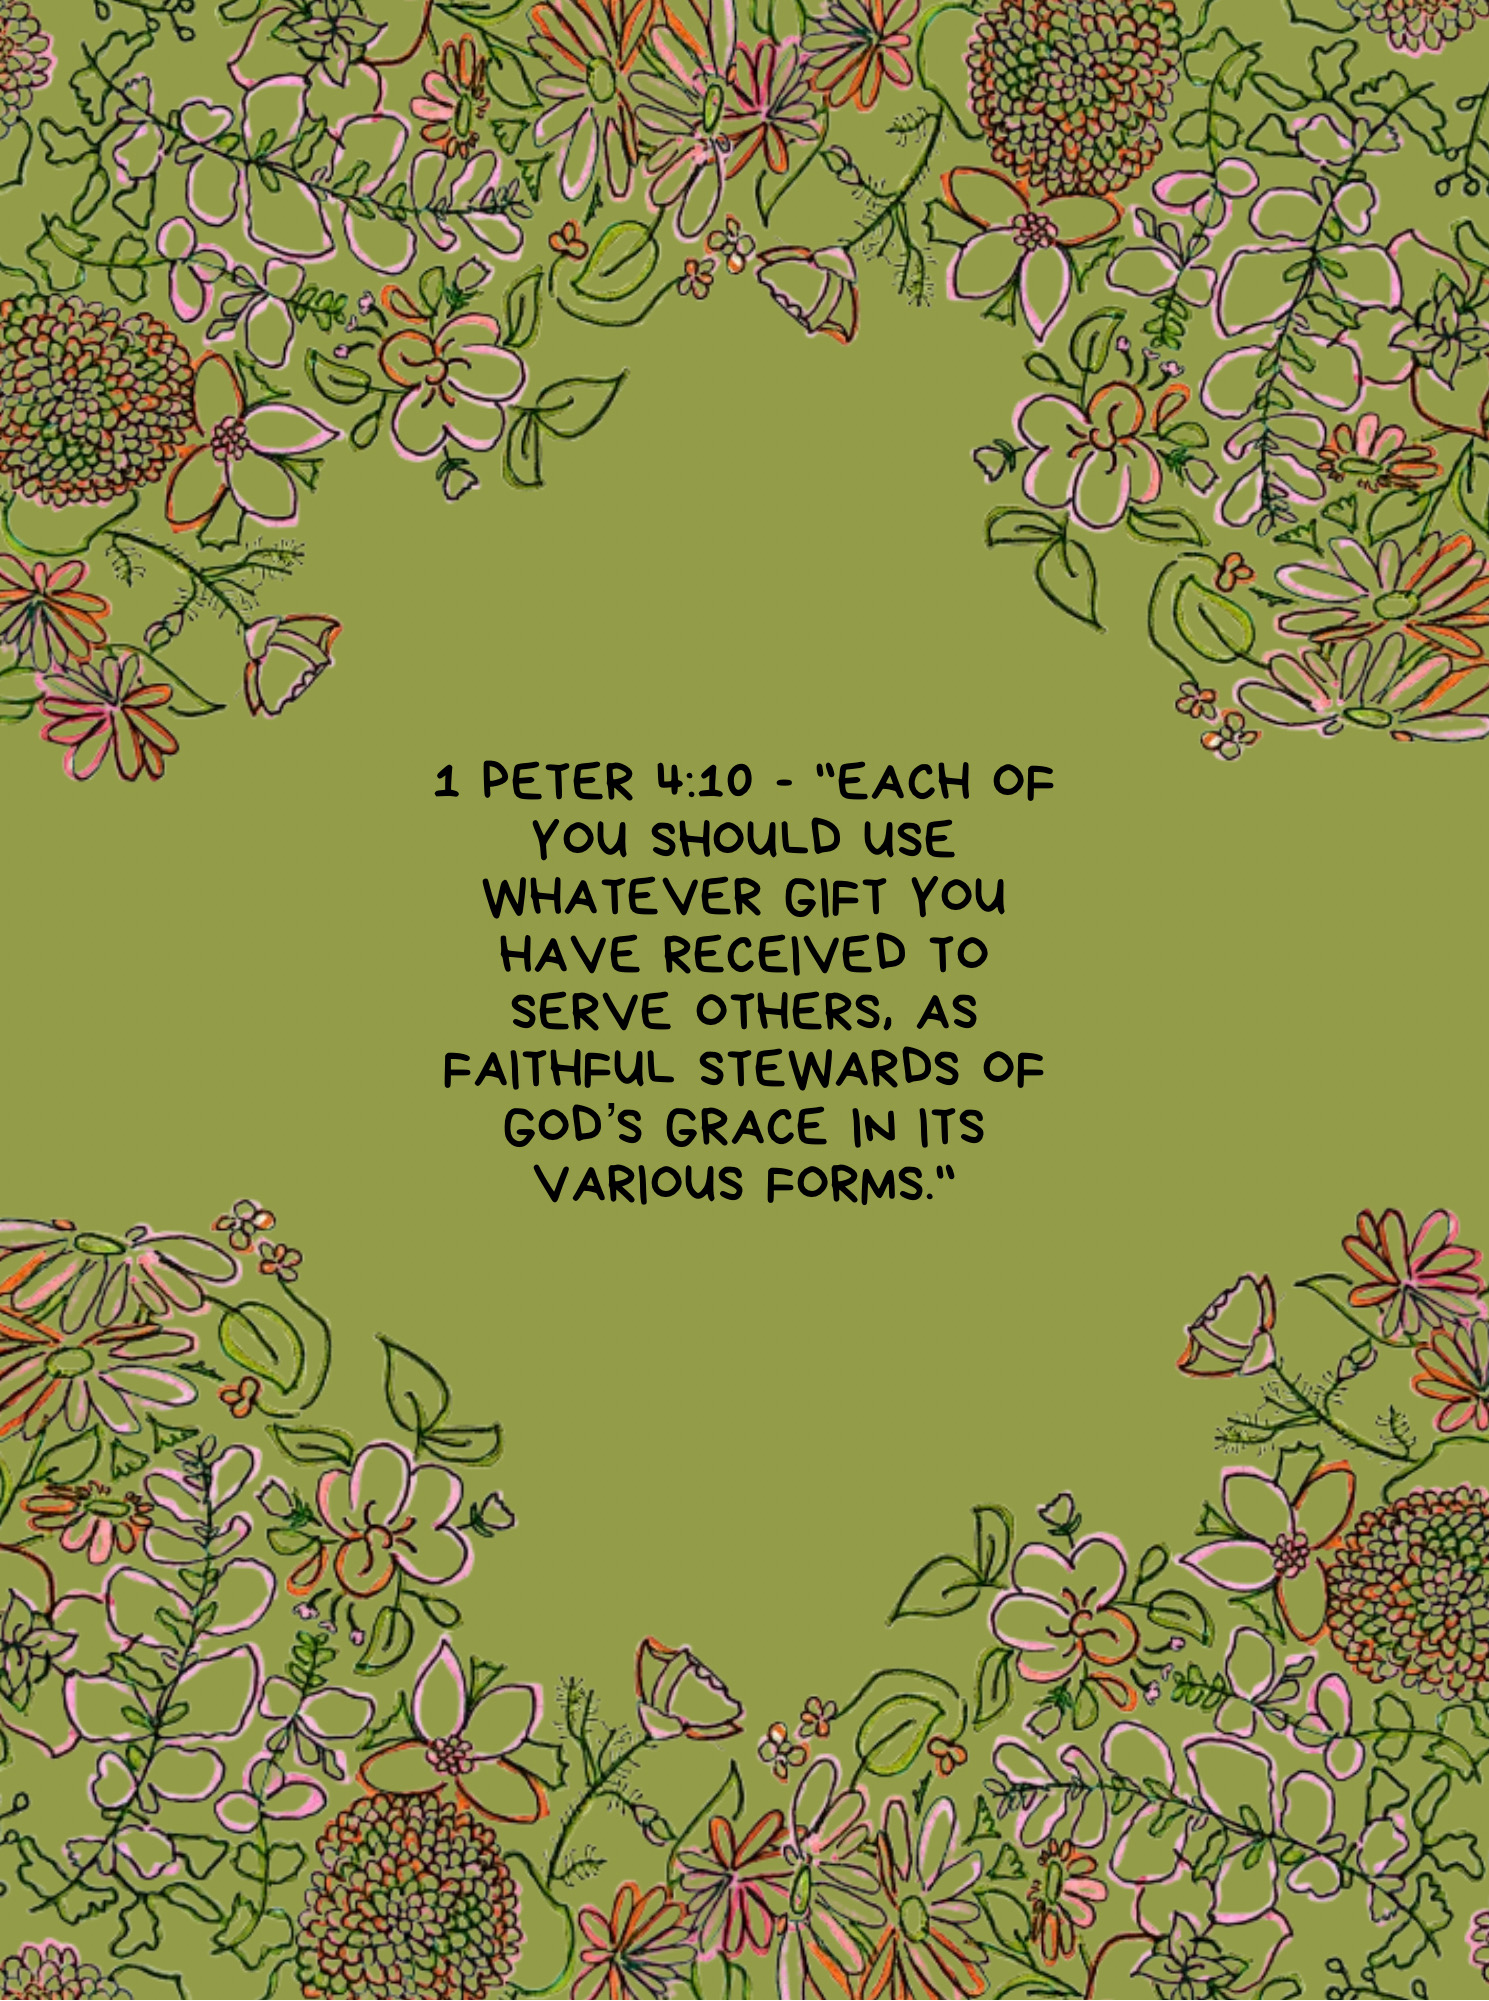 1 PETER 4:10 - "EACH OF
YOU SHOULD USE
WHATEVER GIFT YOU
HAVE RECEIVED TO
SERVE OTHERS, AS
FAITHFUL STEWARDS OF
GOD'S GRACE IN ITS
VARIOUS FORMS."